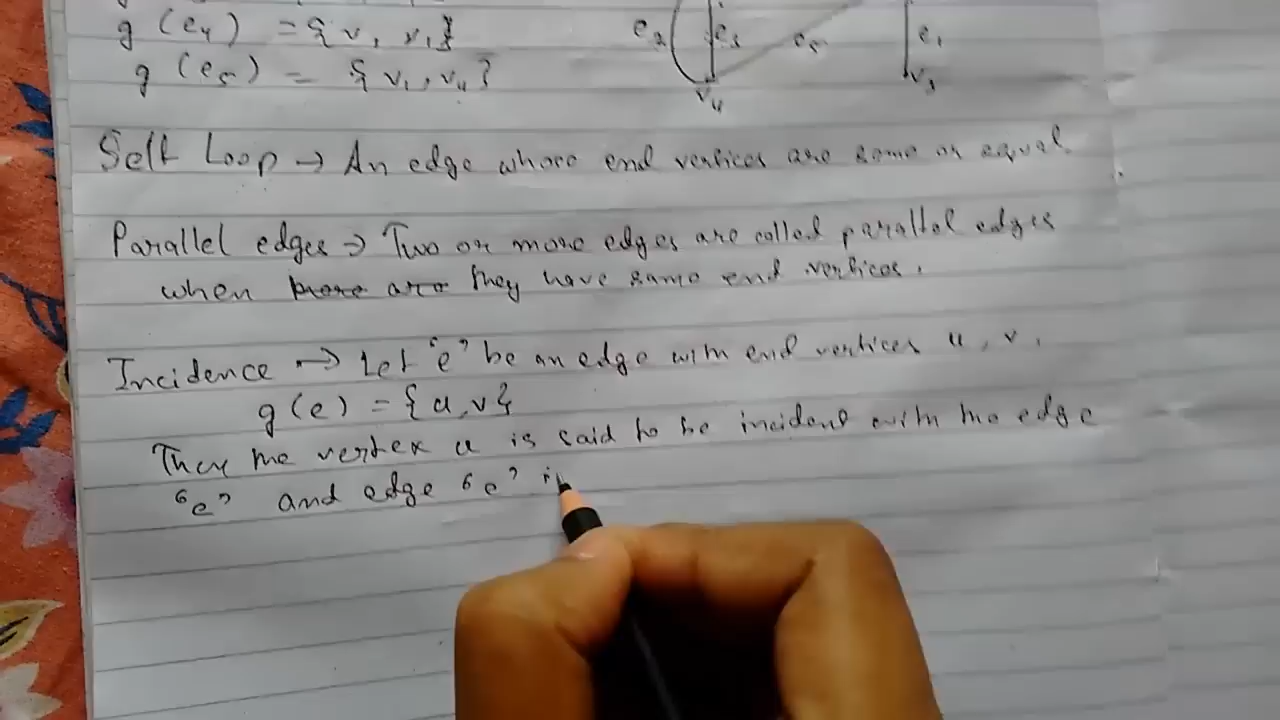 g (e4) = {v1, v1}
g (e5) = {v1, v4}
e2 e3 e5 e1
v4 v3
Self Loop → An edge whose end vertices are same or equal.
Parallel edges ⇒ Two or more edges are called parallel edges
when they have same end vertices.
Incidence → Let "e" be an edge with end vertices u, v.
g(e) = {u, v}
Then the vertex u is said to be incident with the edge
"e" and edge "e" i